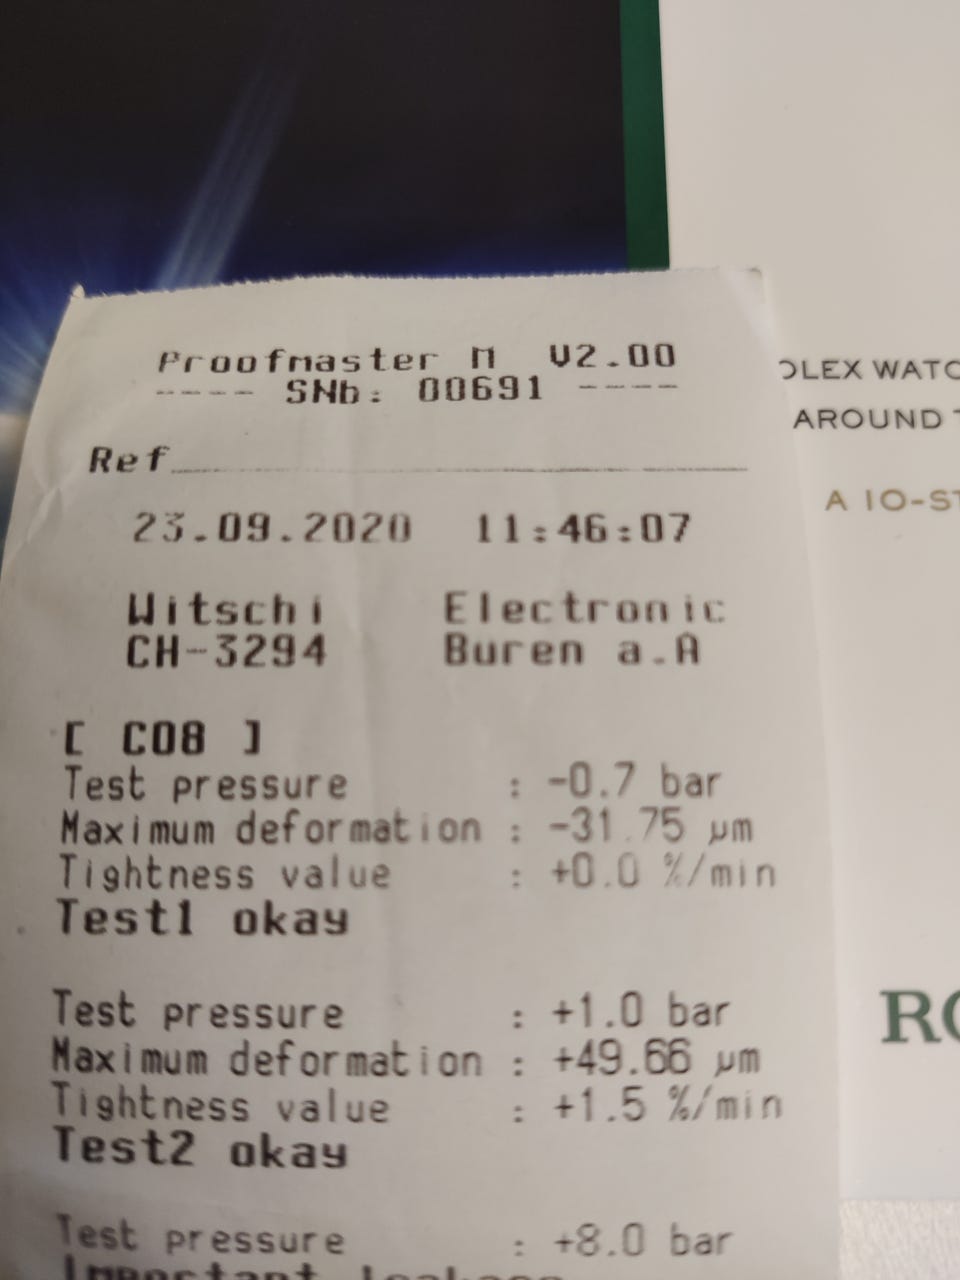 Proofmaster M V2.00
---- SNb: 00691 ----
Ref
23.09.2020 11:46:07
Witschi Electronic
CH-3294 Buren a.A
[ C08 ]
Test pressure : -0.7 bar
Maximum deformation : -31.75 µm
Tightness value : +0.0 %/min
Test1 okay
Test pressure : +1.0 bar
Maximum deformation : +49.66 µm
Tightness value : +1.5 %/min
Test2 okay
Test pressure : +8.0 bar
Important
OLEX WATC
AROUND T
A 10-ST
RO